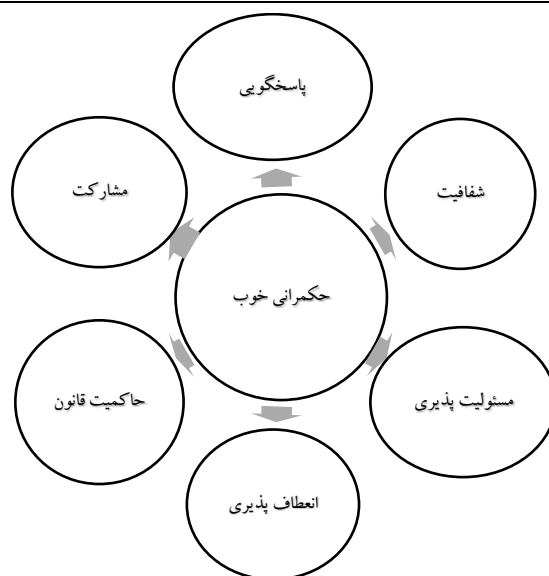 پاسخگویی
شفافیت
مشارکت
حکمرانی خوب
مسئولیت پذیری
حاکمیت قانون
انعطاف پذیری